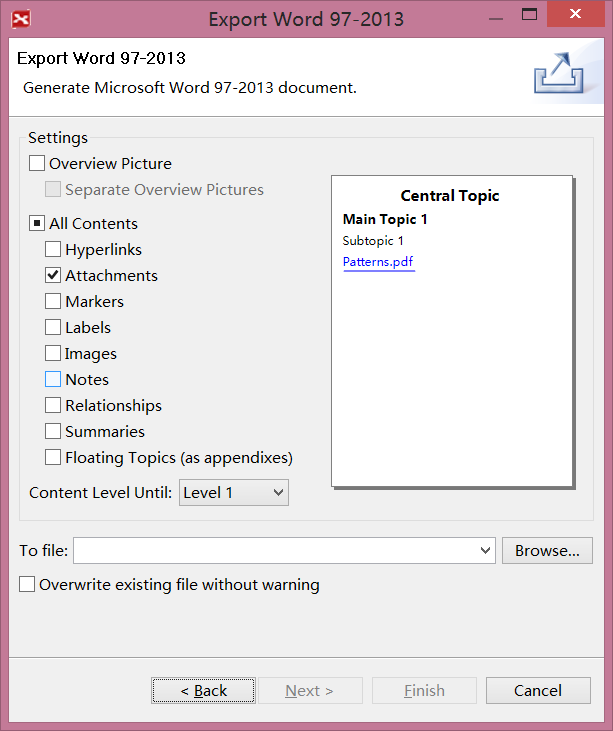 Export Word 97-2013
Export Word 97-2013
Generate Microsoft Word 97-2013 document.
Settings
Overview Picture
Separate Overview Pictures
All Contents
Hyperlinks
Attachments
Markers
Labels
Images
Notes
Relationships
Summaries
Floating Topics (as appendixes)
Content Level Until: Level 1
Central Topic
Main Topic 1
Subtopic 1
Patterns.pdf
To file: Browse...
Overwrite existing file without warning
< Back Next > Finish Cancel